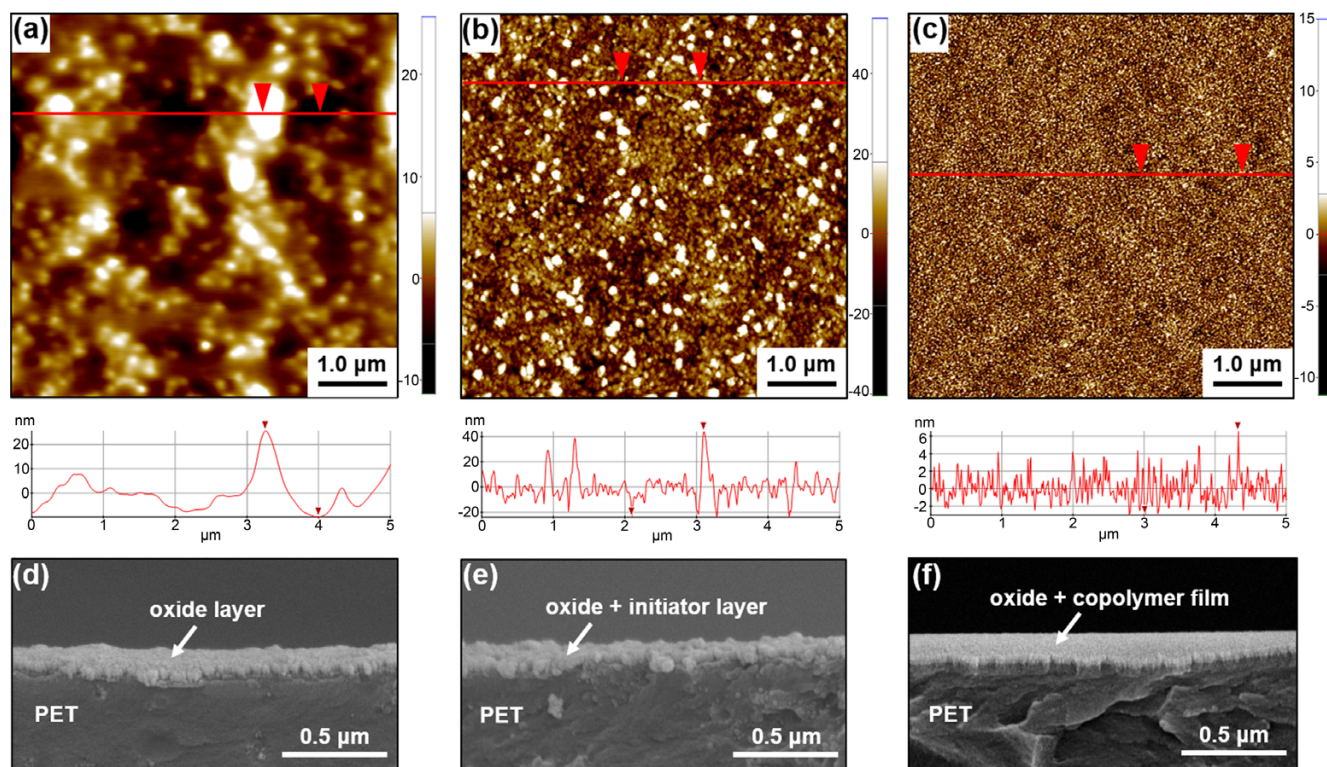 (a)
20
10
0
-10
1.0 µm
(b)
40
20
0
-20
-40
1.0 µm
(c)
15
10
5
0
-5
-10
1.0 µm
nm
20
10
0
0 1 2 3 4 5
µm
nm
40
20
0
-20
0 1 2 3 4 5
µm
nm
6
4
2
0
-2
0 1 2 3 4 5
µm
(d)
oxide layer
PET
0.5 µm
(e)
oxide + initiator layer
PET
0.5 µm
(f)
oxide + copolymer film
PET
0.5 µm